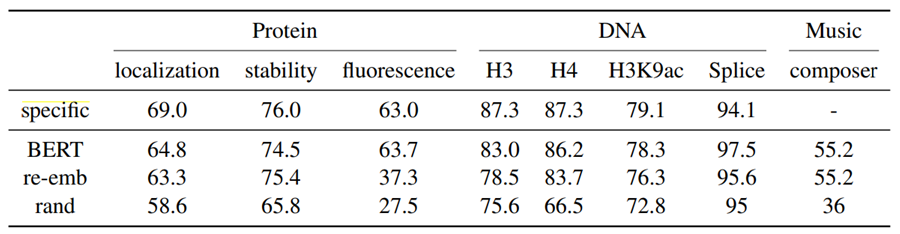 Protein DNA Music
localization stability fluorescence H3 H4 H3K9ac Splice composer
specific 69.0 76.0 63.0 87.3 87.3 79.1 94.1 -
BERT 64.8 74.5 63.7 83.0 86.2 78.3 97.5 55.2
re-emb 63.3 75.4 37.3 78.5 83.7 76.3 95.6 55.2
rand 58.6 65.8 27.5 75.6 66.5 72.8 95 36